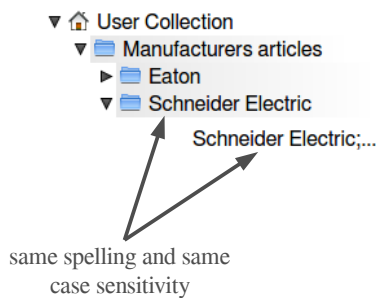 User Collection
Manufacturers articles
Eaton
Schneider Electric
Schneider Electric;...
same spelling and same
case sensitivity